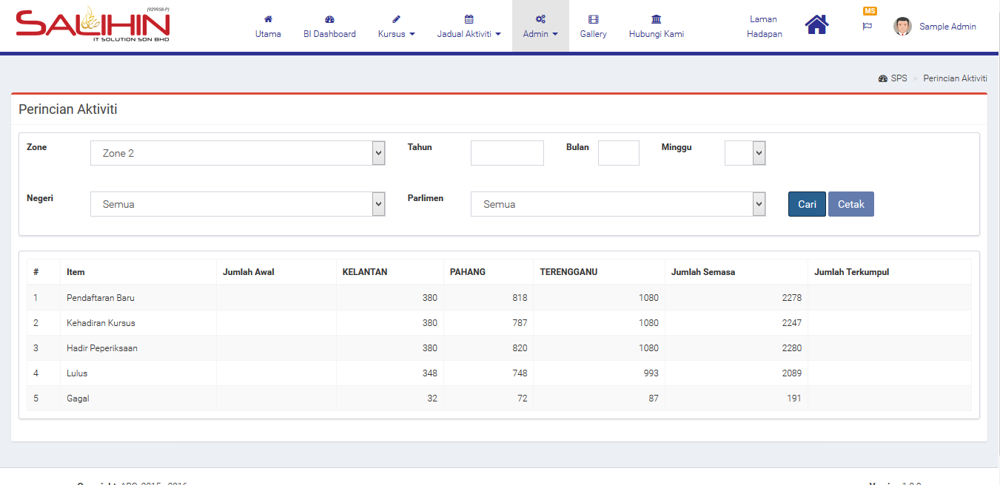 (929958-P)
SALIHIN
IT SOLUTION SDN BHD
Utama
BI Dashboard
Kursus
Jadual Aktiviti
Admin
Gallery
Hubungi Kami
Laman
Hadapan
MS
Sample Admin
SPS > Perincian Aktiviti
Perincian Aktiviti
Zone Zone 2 Tahun Bulan Minggu
Negeri Semua Parlimen Semua Cari Cetak
# Item Jumlah Awal KELANTAN PAHANG TERENGGANU Jumlah Semasa Jumlah Terkumpul
1 Pendaftaran Baru 380 818 1080 2278
2 Kehadiran Kursus 380 787 1080 2247
3 Hadir Peperiksaan 380 820 1080 2280
4 Lulus 348 748 993 2089
5 Gagal 32 72 87 191